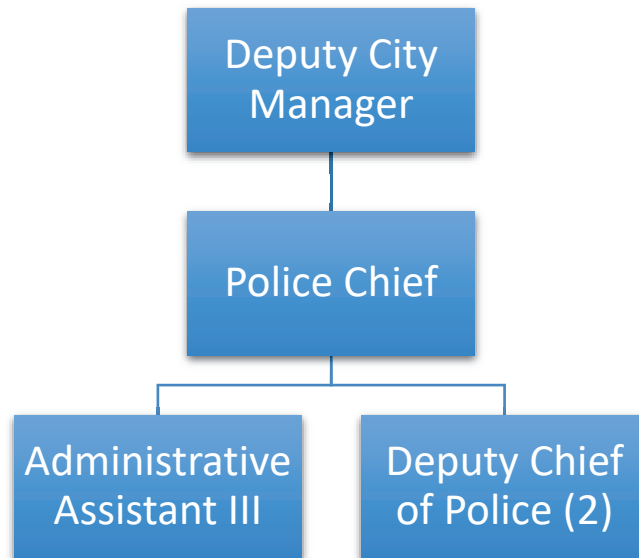 Deputy City
Manager
Police Chief
Administrative
Assistant III
Deputy Chief
of Police (2)